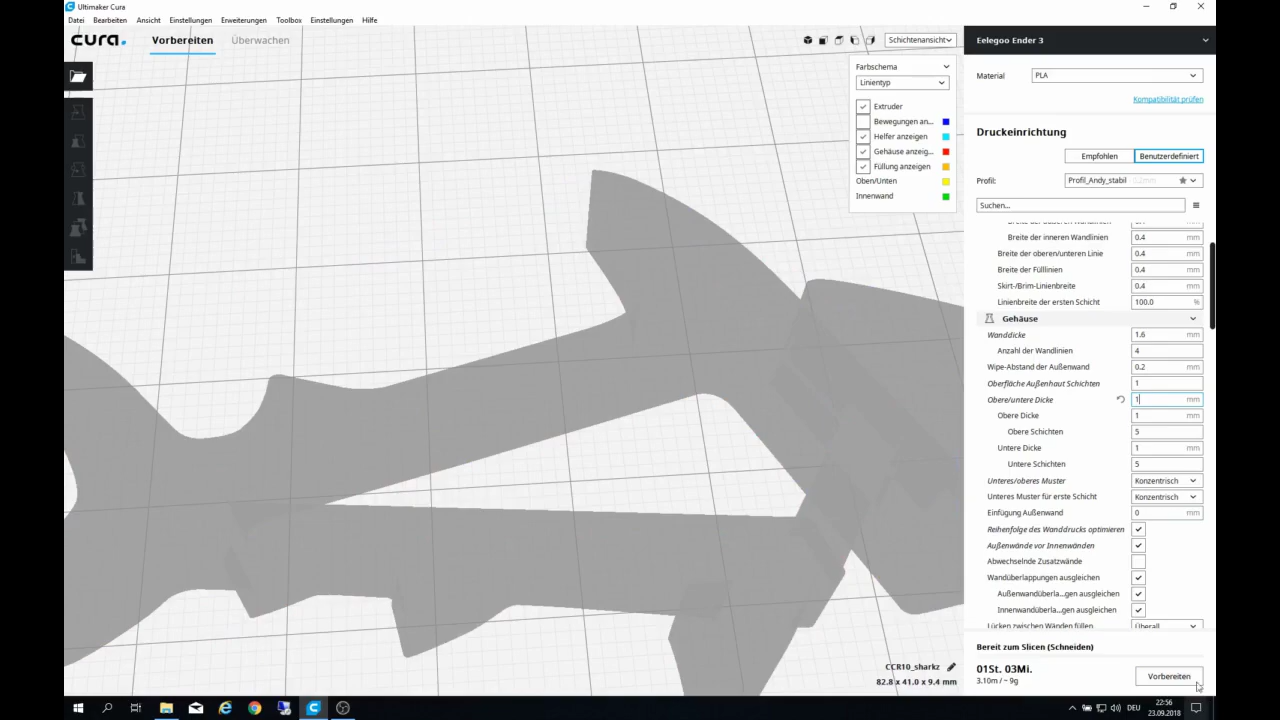 Ultimaker Cura
Datei Bearbeiten Ansicht Einstellungen Erweiterungen Toolbox Einstellungen Hilfe
cura.
Vorbereiten
Überwachen
Schichtenansicht
Eelegoo Ender 3
Farbschema
Linientyp
Extruder
Bewegungen an...
Helfer anzeigen
Gehäuse anzeig...
Füllung anzeigen
Oben/Unten
Innenwand
Material PLA
Kompatibilität prüfen
Druckeinrichtung
Empfohlen Benutzerdefiniert
Profil: Profil_Andy_stabil 0.2mm
Suchen...
Breite der inneren Wandlinien 0.4 mm
Breite der oberen/unteren Linie 0.4 mm
Breite der Fülllinien 0.4 mm
Skirt-/Brim-Linienbreite 0.4 mm
Linienbreite der ersten Schicht 100.0 %
Gehäuse
Wanddicke 1.6 mm
Anzahl der Wandlinien 4
Wipe-Abstand der Außenwand 0.2 mm
Oberfläche Außenhaut Schichten 1
Obere/untere Dicke 1 mm
Obere Dicke 1 mm
Obere Schichten 5
Untere Dicke 1 mm
Untere Schichten 5
Unteres/oberes Muster Konzentrisch
Unteres Muster für erste Schicht Konzentrisch
Einfügung Außenwand 0 mm
Reihenfolge des Wanddrucks optimieren
Außenwände vor Innenwänden
Abwechselnde Zusatzwände
Wandüberlappungen ausgleichen
Außenwandüberla...gen ausgleichen
Innenwandüberla...gen ausgleichen
Lücken zwischen Wänden füllen Überall
Bereit zum Slicen (Schneiden)
01St. 03Mi.
3.10m / ~ 9g
Vorbereiten
CCR10_sharkz
82.8 x 41.0 x 9.4 mm
DEU
22:56
23.09.2018